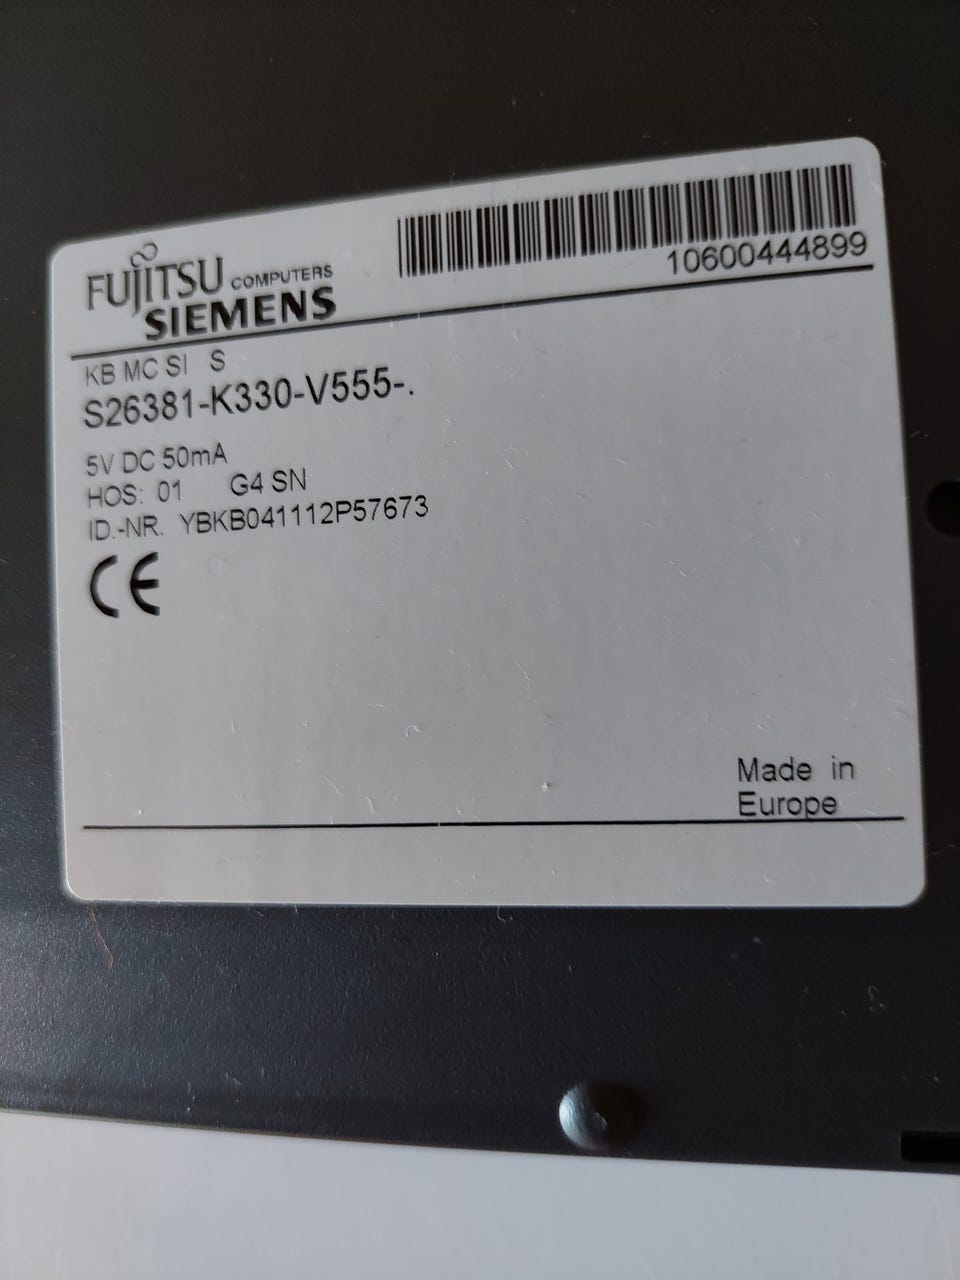 FUJITSU COMPUTERS
SIEMENS
10600444899
KB MC SI S
S26381-K330-V555-.
5V DC 50mA
HOS: 01 G4 SN
ID.-NR. YBKB041112P57673
CE
Made in
Europe